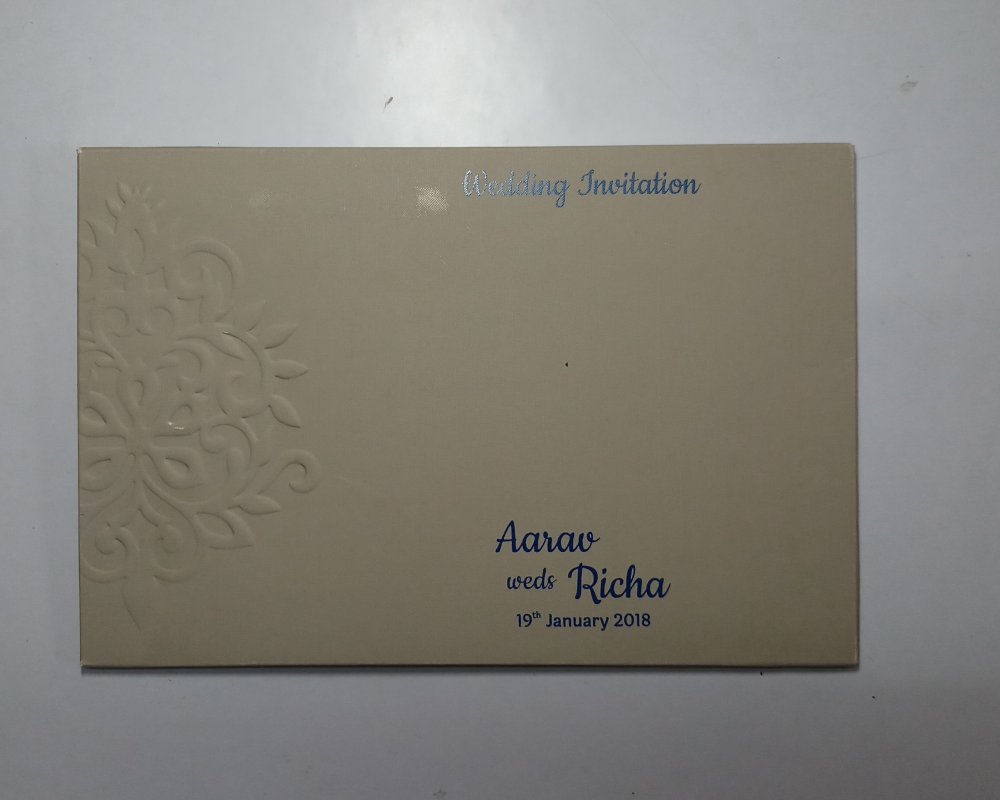 Wedding Invitation
Aarav
weds Richa
19th January 2018